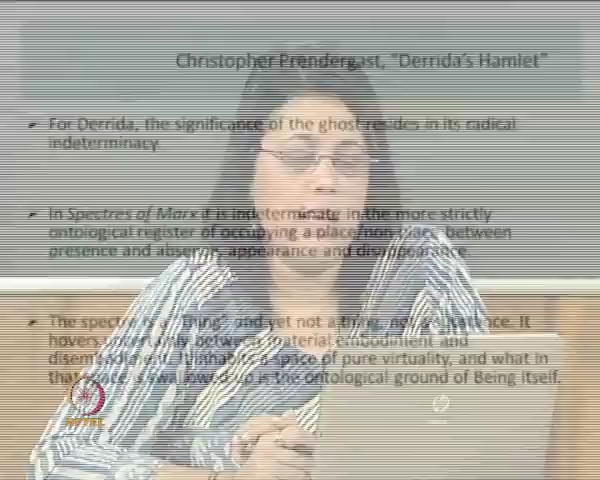 Christopher Prendergast, "Derrida's Hamlet"
For Derrida, the significance of the ghost resides in its radical
indeterminacy.
In Spectres of Marx it is indeterminate in the more strictly
ontological register of occupying a place/non place between
presence and absence, appearance and disappearance.
The spectre is a "Thing" and yet not a thing, not a substance. It
hovers uncertainly between material embodiment and
disembodiment. It inhabits a space of pure virtuality, and what in
that space is swallowed up is the ontological ground of Being itself.
hp
NPTEL